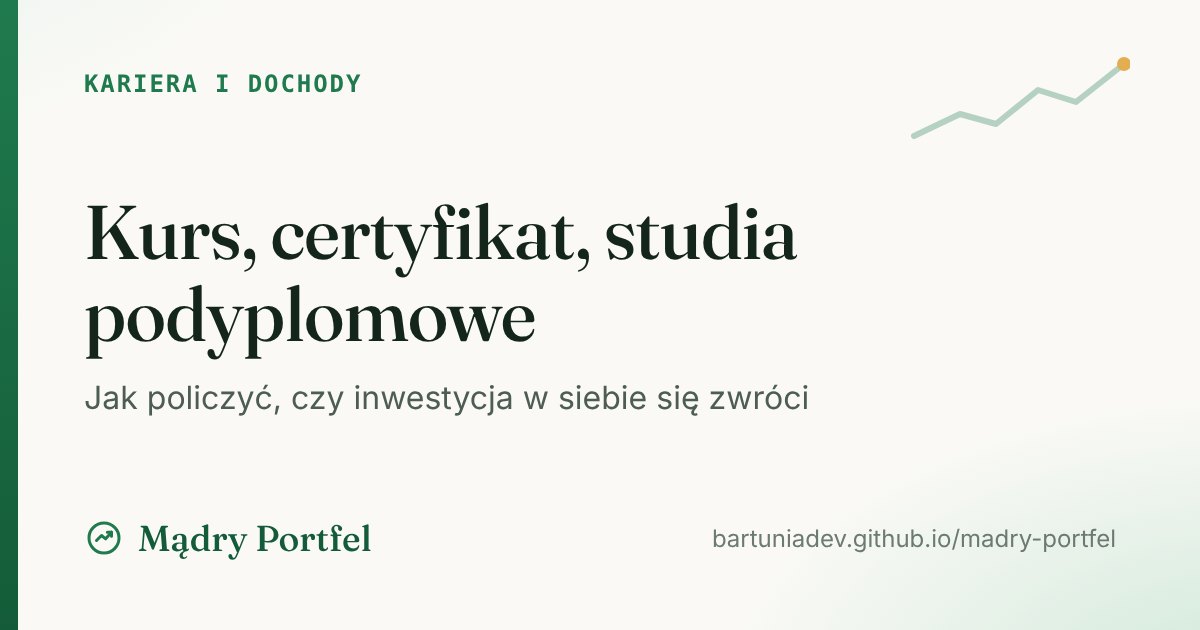 KARIERA I DOCHODY
Kurs, certyfikat, studia
podyplomowe
Jak policzyć, czy inwestycja w siebie się zwróci
Mądry Portfel
bartuniadev.github.io/madry-portfel